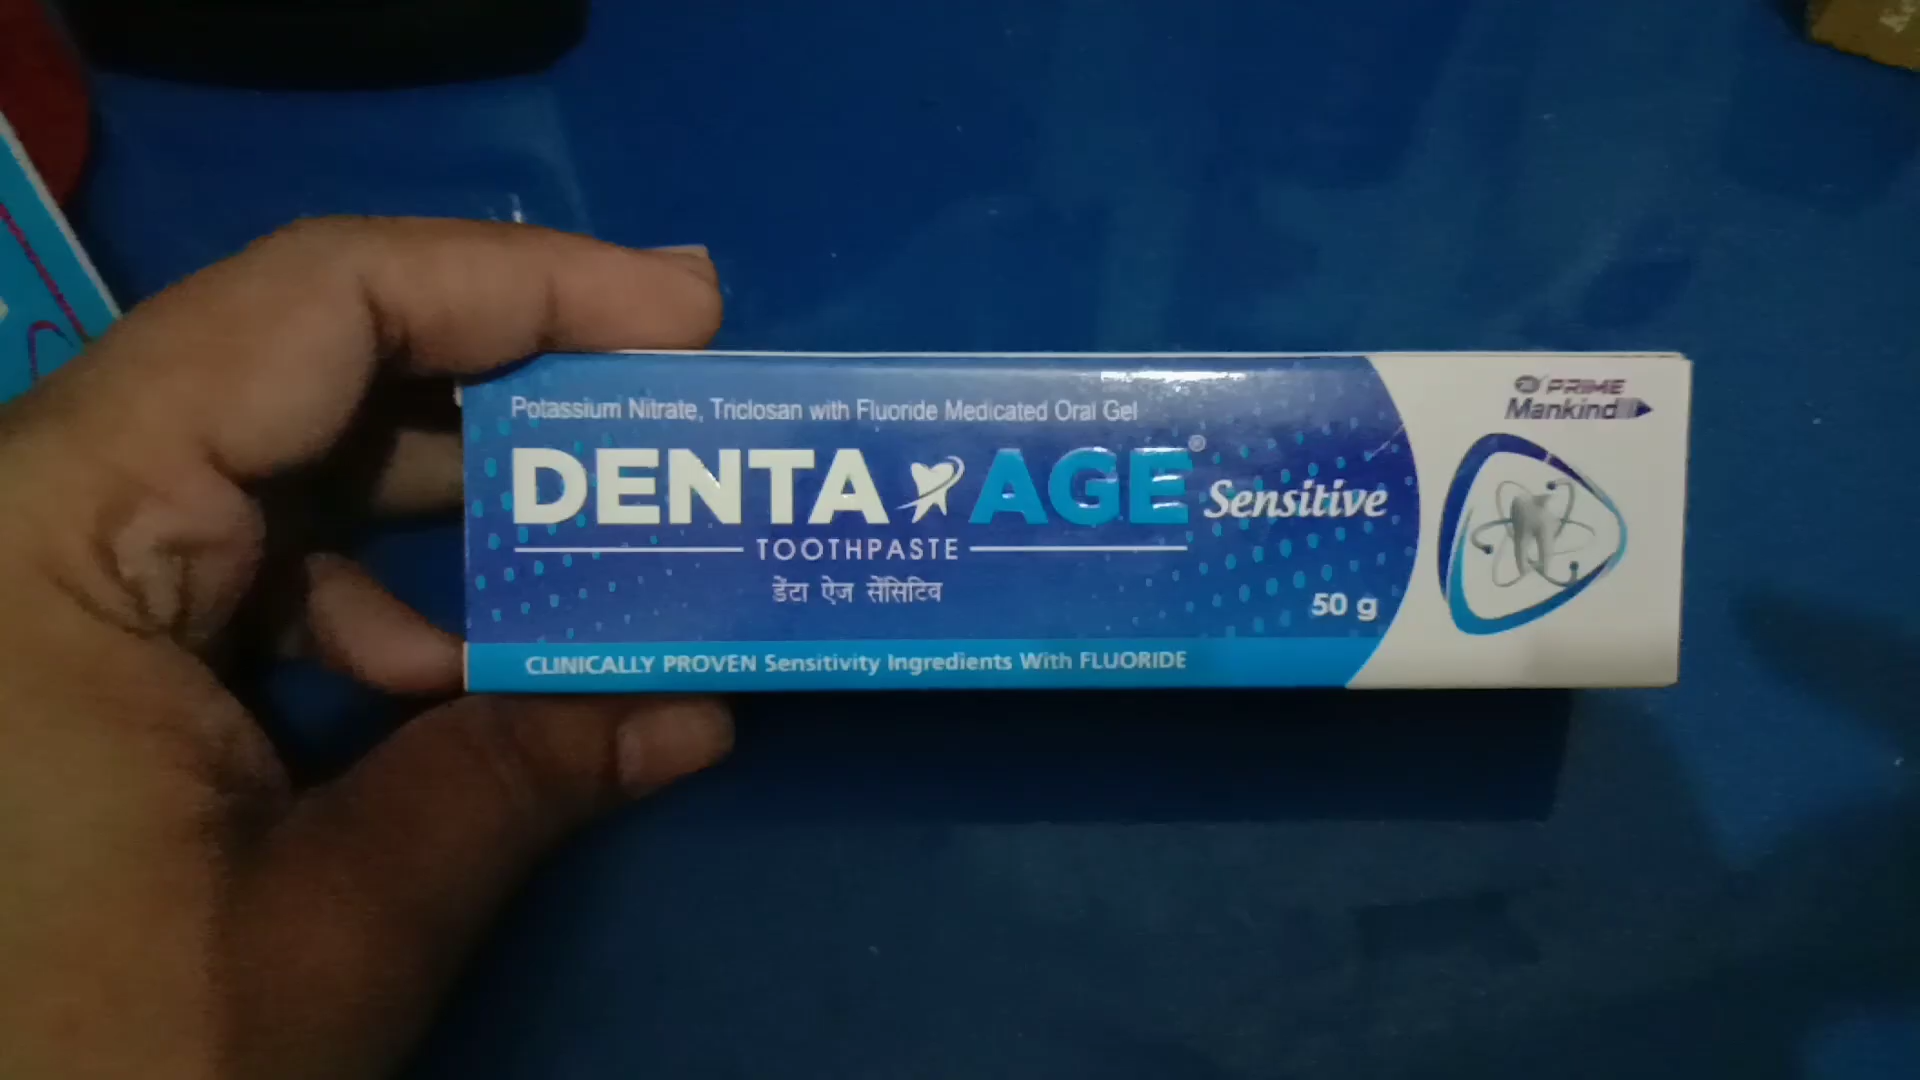 Potassium Nitrate, Triclosan with Fluoride Medicated Oral Gel
PRIME
Mankind
DENTA AGE® Sensitive
TOOTHPASTE
डेंटा ऐज सेंसिटिव
50 g
CLINICALLY PROVEN Sensitivity Ingredients With FLUORIDE